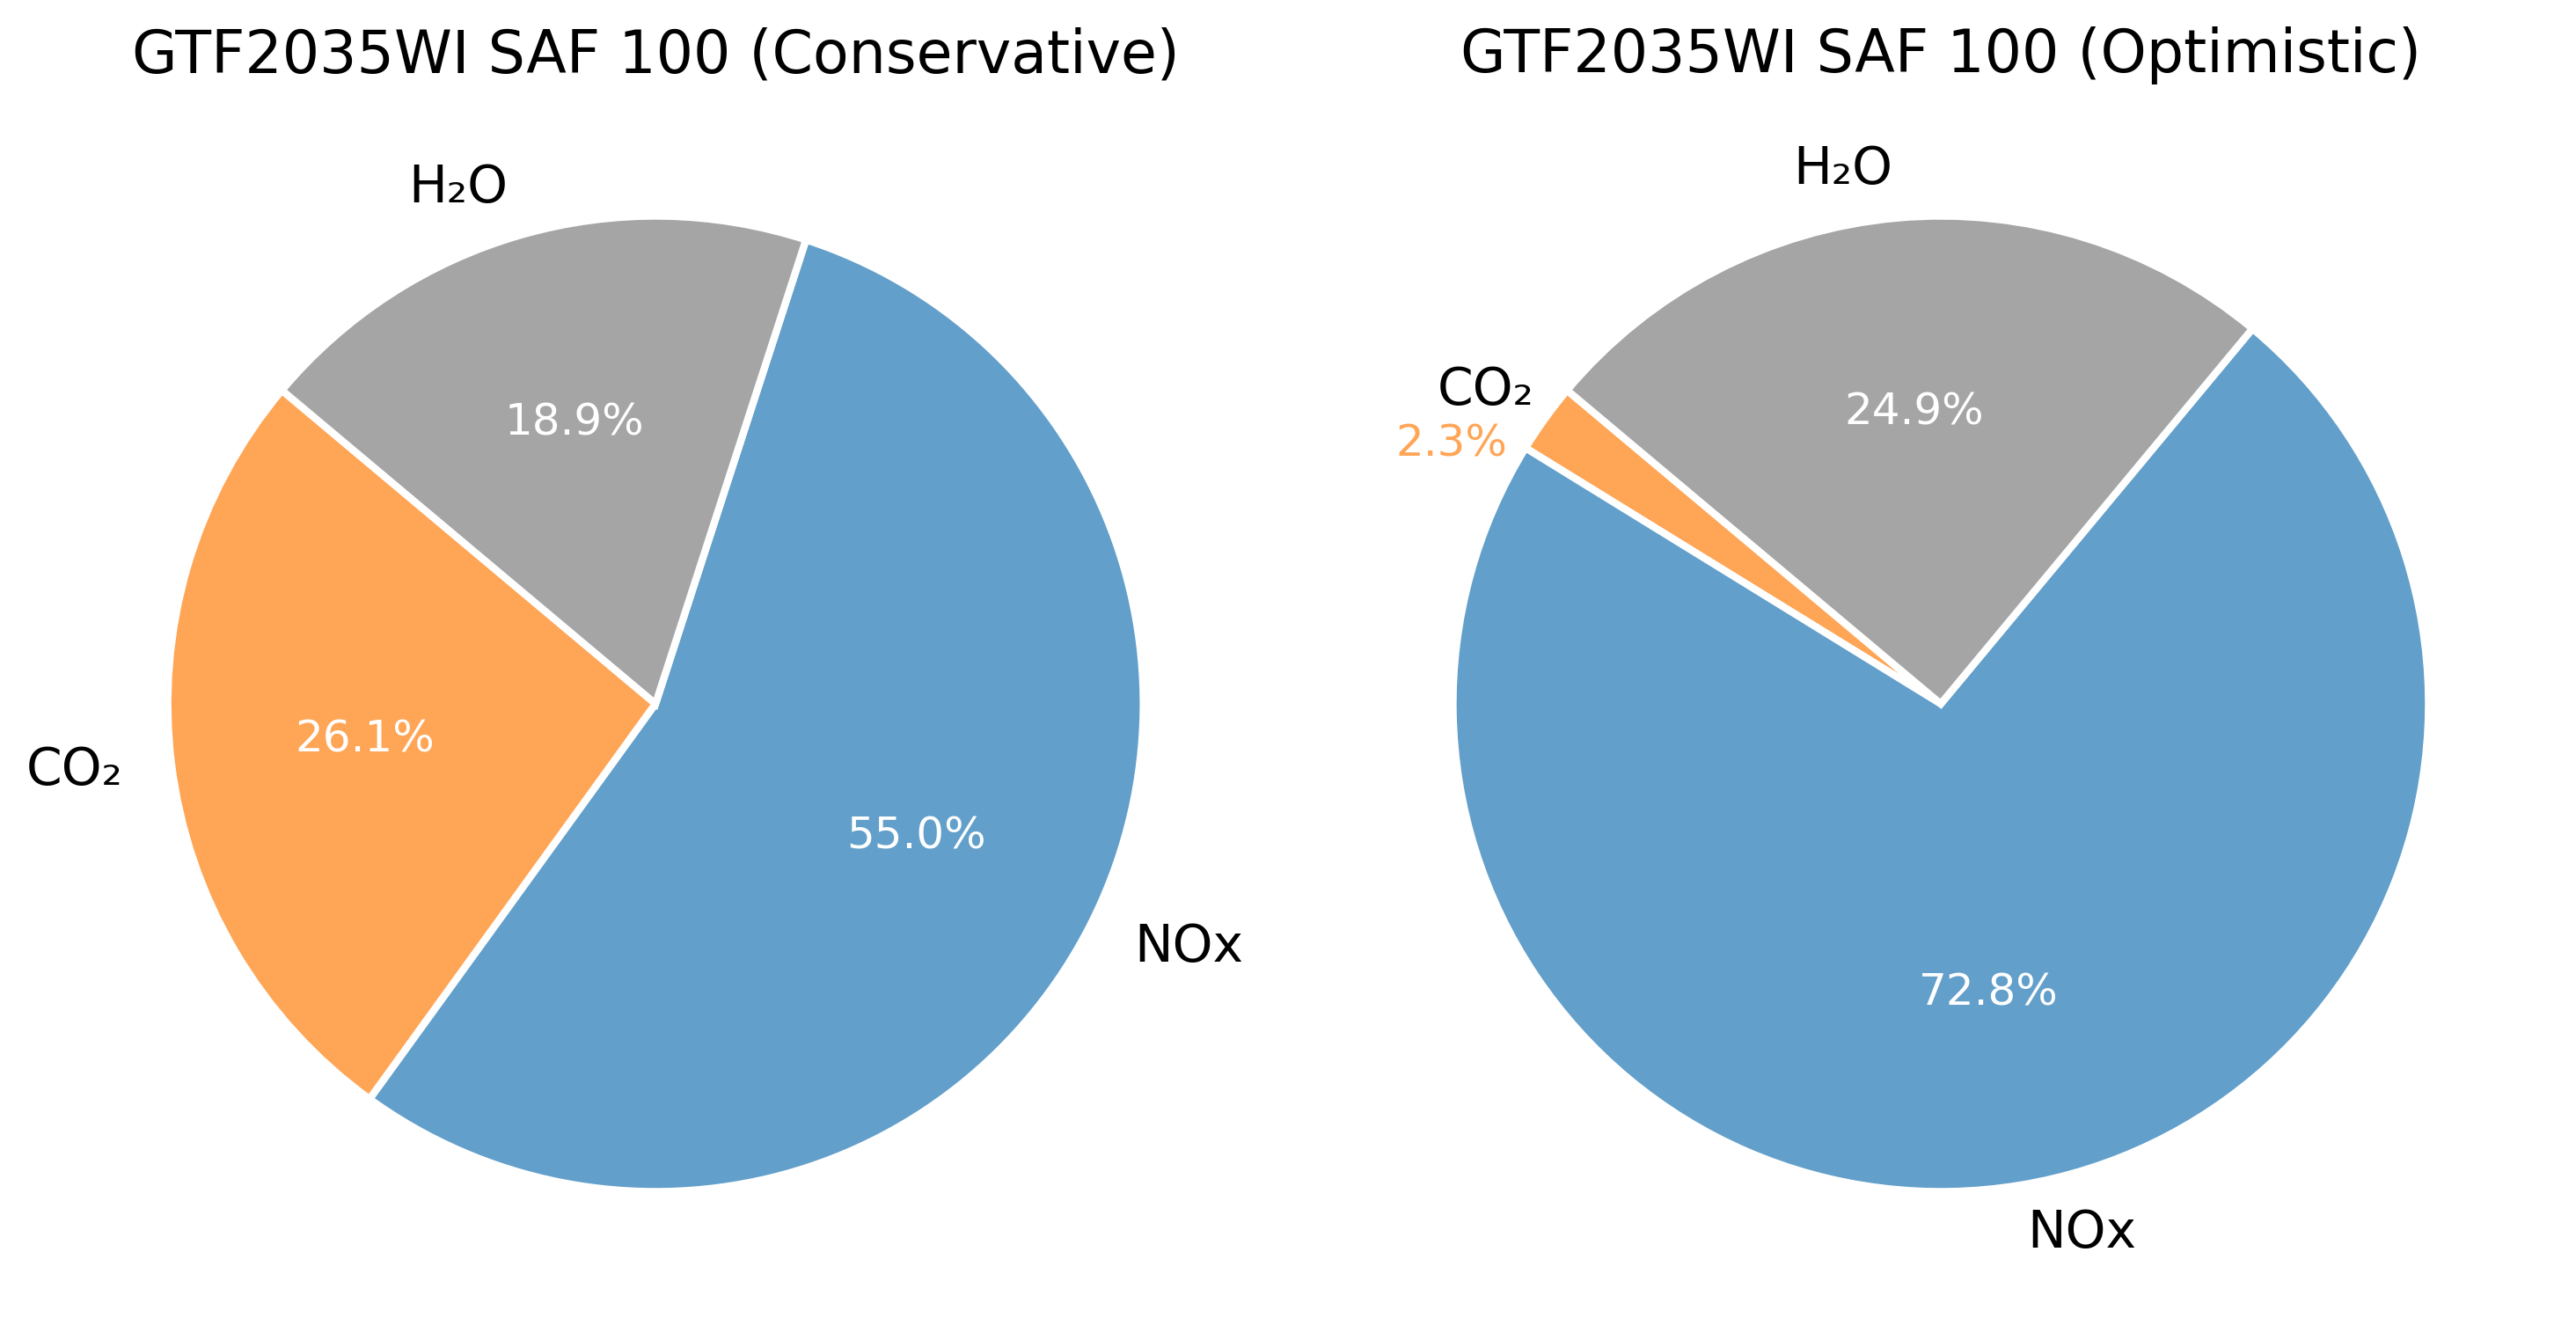 GTF2035WI SAF 100 (Conservative)
H₂O
18.9%
CO₂
26.1%
55.0%
NOx
GTF2035WI SAF 100 (Optimistic)
H₂O
24.9%
CO₂
2.3%
72.8%
NOx